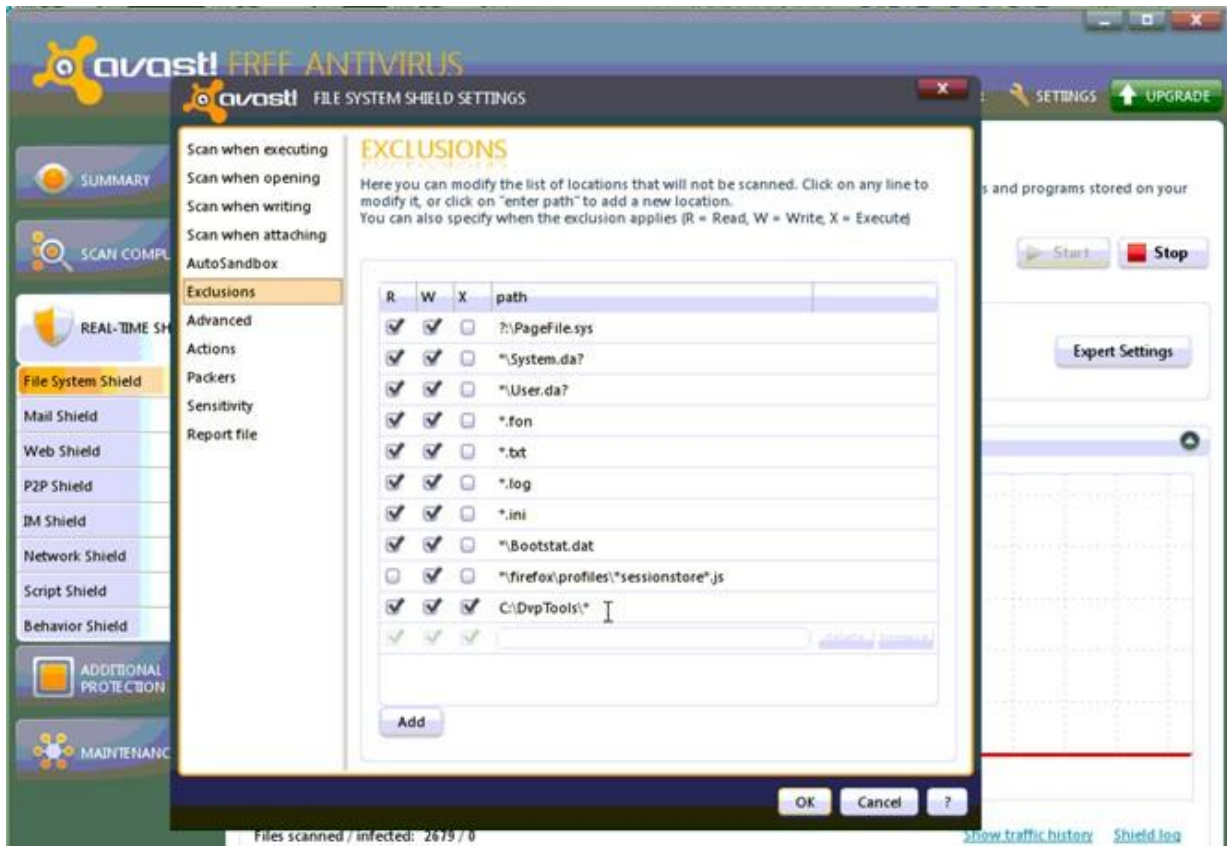 avast! FREE ANTIVIRUS
SETTINGS
UPGRADE
avast! FILE SYSTEM SHIELD SETTINGS
SUMMARY
SCAN COMPU
REAL-TIME SH
File System Shield
Mail Shield
Web Shield
P2P Shield
IM Shield
Network Shield
Script Shield
Behavior Shield
ADDITIONAL
PROTECTION
MAINTENANC
Scan when executing
Scan when opening
Scan when writing
Scan when attaching
AutoSandbox
Exclusions
Advanced
Actions
Packers
Sensitivity
Report file
EXCLUSIONS
Here you can modify the list of locations that will not be scanned. Click on any line to
modify it, or click on "enter path" to add a new location.
You can also specify when the exclusion applies (R = Read, W = Write, X = Execute)
R W X path
?:\PageFile.sys
*\System.da?
*\User.da?
*.fon
*.txt
*.log
*.ini
*\Bootstat.dat
*\firefox\profiles\*sessionstore*.js
C:\DvpTools\*
Add
OK Cancel ?
s and programs stored on your
Start Stop
Expert Settings
Files scanned / infected: 2679 / 0
Show traffic history Shield log